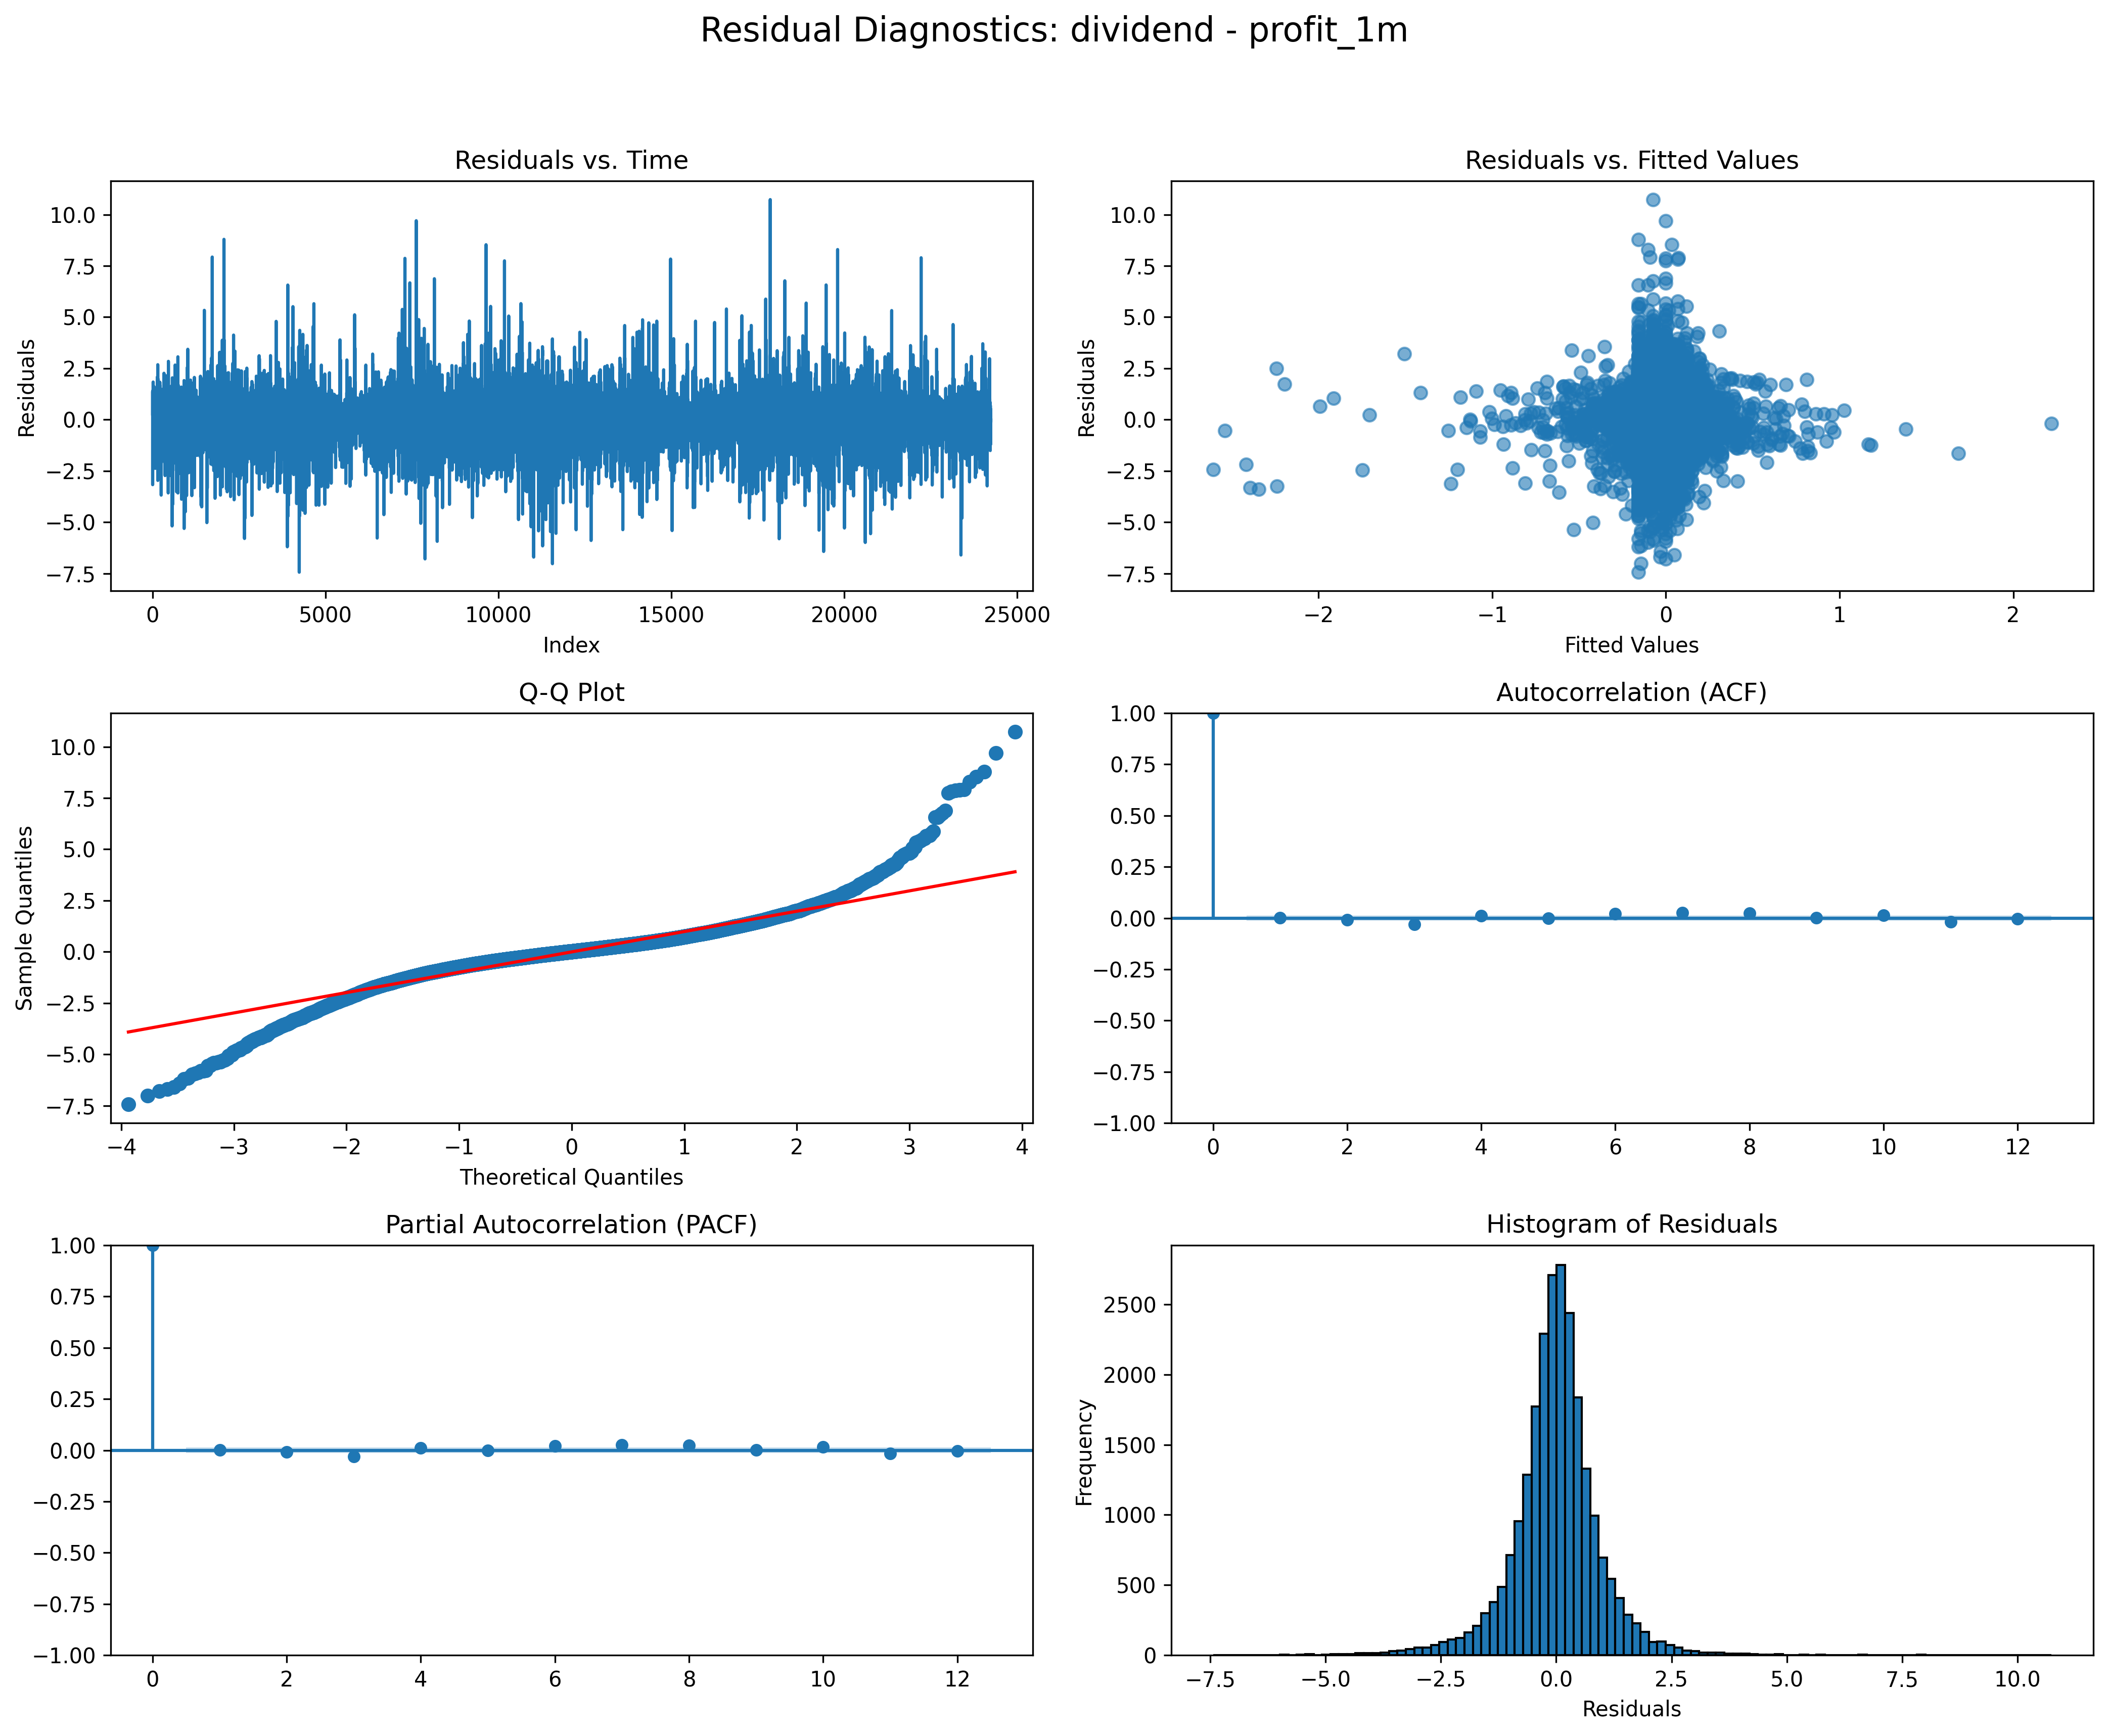 Residual Diagnostics: dividend - profit_1m
Residuals vs. Time
Residuals
10.0
7.5
5.0
2.5
0.0
−2.5
−5.0
−7.5
0 5000 10000 15000 20000 25000
Index
Residuals vs. Fitted Values
Residuals
10.0
7.5
5.0
2.5
0.0
−2.5
−5.0
−7.5
−2 −1 0 1 2
Fitted Values
Q-Q Plot
Sample Quantiles
10.0
7.5
5.0
2.5
0.0
−2.5
−5.0
−7.5
−4 −3 −2 −1 0 1 2 3 4
Theoretical Quantiles
Autocorrelation (ACF)
1.00
0.75
0.50
0.25
0.00
−0.25
−0.50
−0.75
−1.00
0 2 4 6 8 10 12
Partial Autocorrelation (PACF)
1.00
0.75
0.50
0.25
0.00
−0.25
−0.50
−0.75
−1.00
0 2 4 6 8 10 12
Histogram of Residuals
Frequency
2500
2000
1500
1000
500
0
−7.5 −5.0 −2.5 0.0 2.5 5.0 7.5 10.0
Residuals